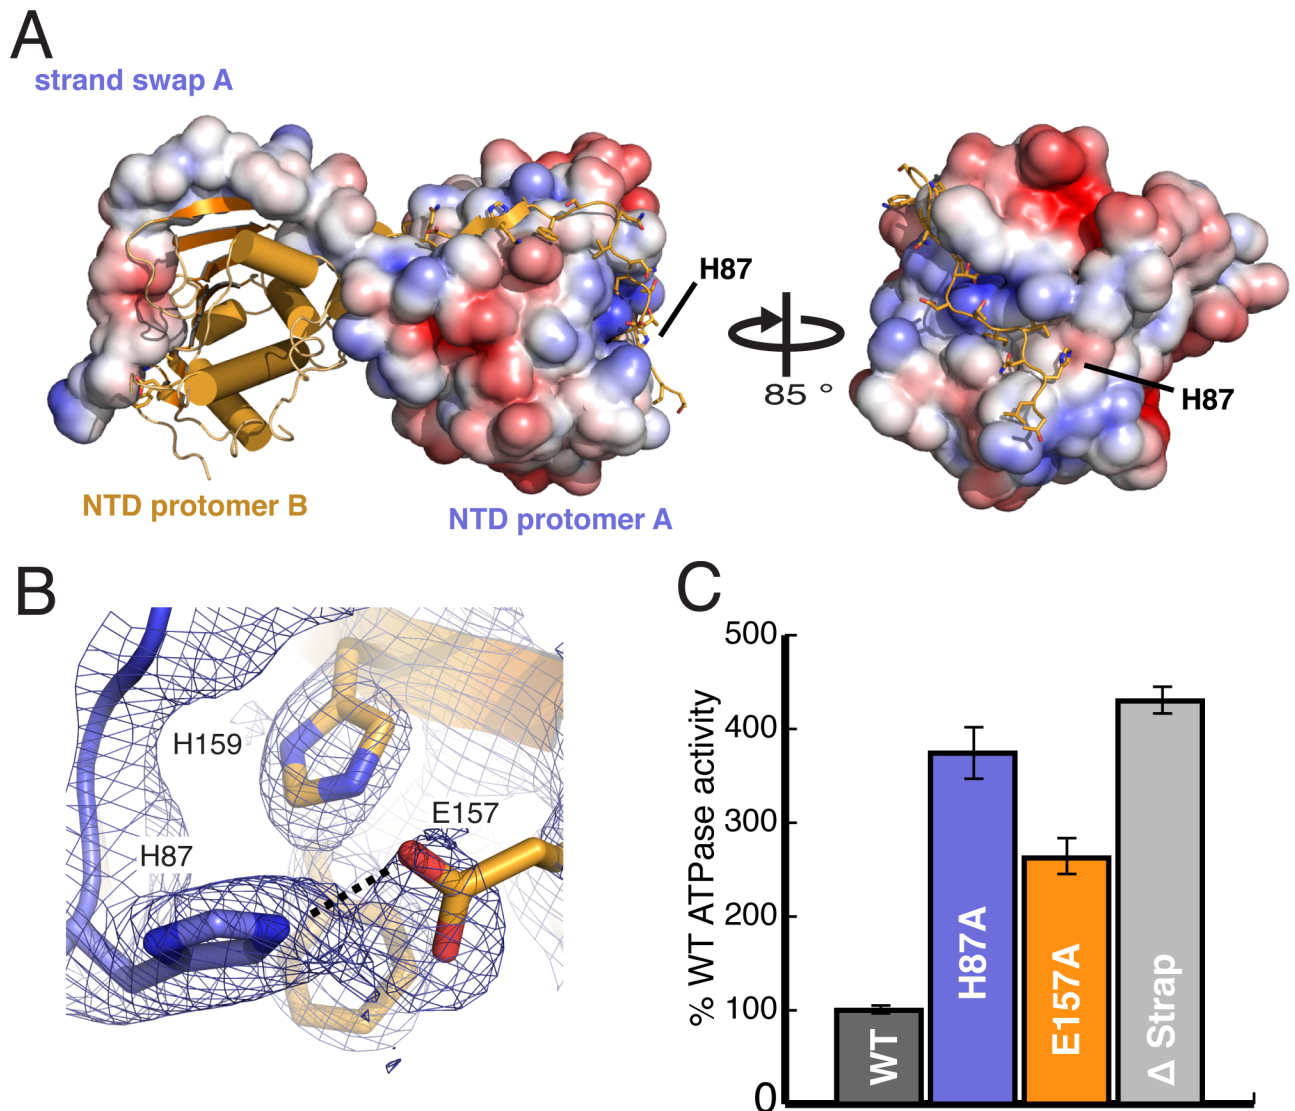 A
strand swap A
H87
85 °
H87
NTD protomer B
NTD protomer A
B
H159
E157
H87
C
% WT ATPase activity
500
400
300
200
100
0
WT
H87A
E157A
Δ Strap